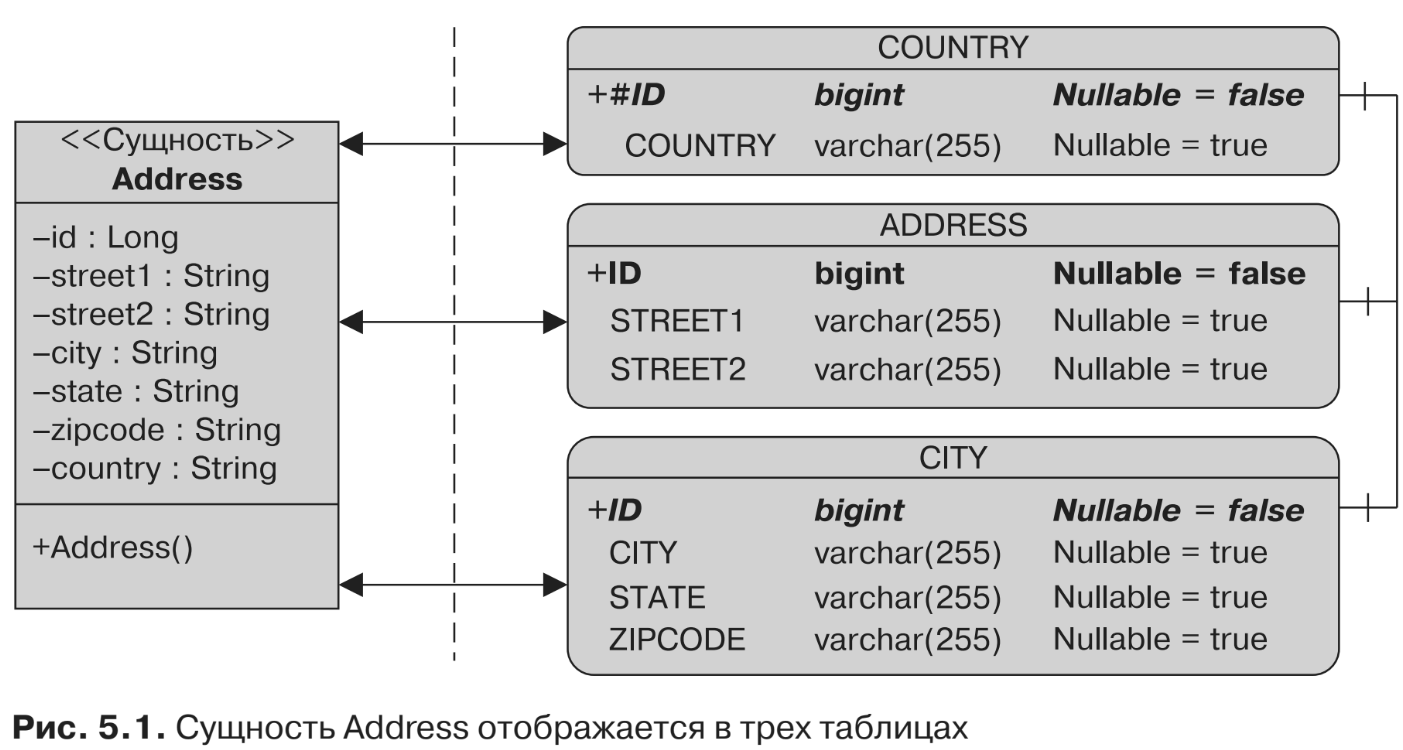 <<Сущность>>
Address
–id : Long
–street1 : String
–street2 : String
–city : String
–state : String
–zipcode : String
–country : String
+Address()
COUNTRY
+#ID bigint Nullable = false
COUNTRY varchar(255) Nullable = true
ADDRESS
+ID bigint Nullable = false
STREET1 varchar(255) Nullable = true
STREET2 varchar(255) Nullable = true
CITY
+ID bigint Nullable = false
CITY varchar(255) Nullable = true
STATE varchar(255) Nullable = true
ZIPCODE varchar(255) Nullable = true
Рис. 5.1. Сущность Address отображается в трех таблицах